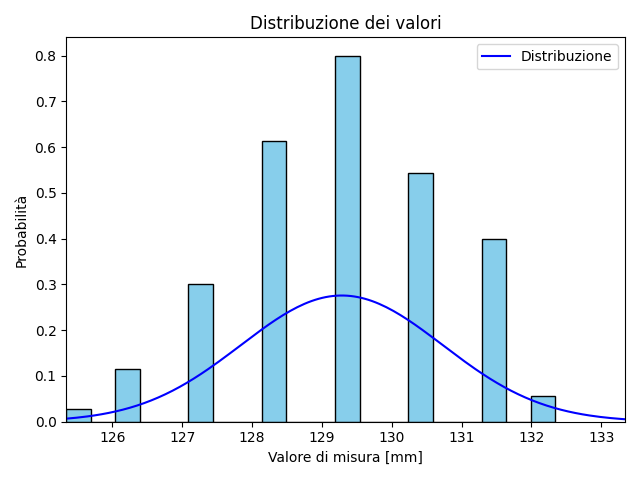 Distribuzione dei valori
Distribuzione
Probabilità
0.8
0.7
0.6
0.5
0.4
0.3
0.2
0.1
0.0
126 127 128 129 130 131 132 133
Valore di misura [mm]